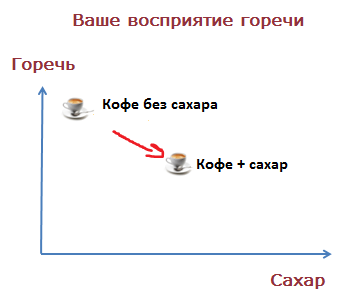 Ваше восприятие горечи
Горечь
Кофе без сахара
Кофе + сахар
Сахар